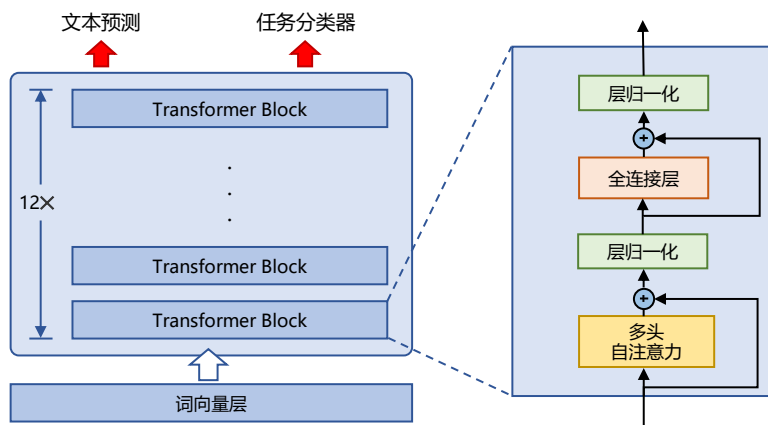 文本预测
任务分类器
Transformer Block
.
.
.
12×
Transformer Block
Transformer Block
词向量层
层归一化
+
全连接层
层归一化
+
多头
自注意力